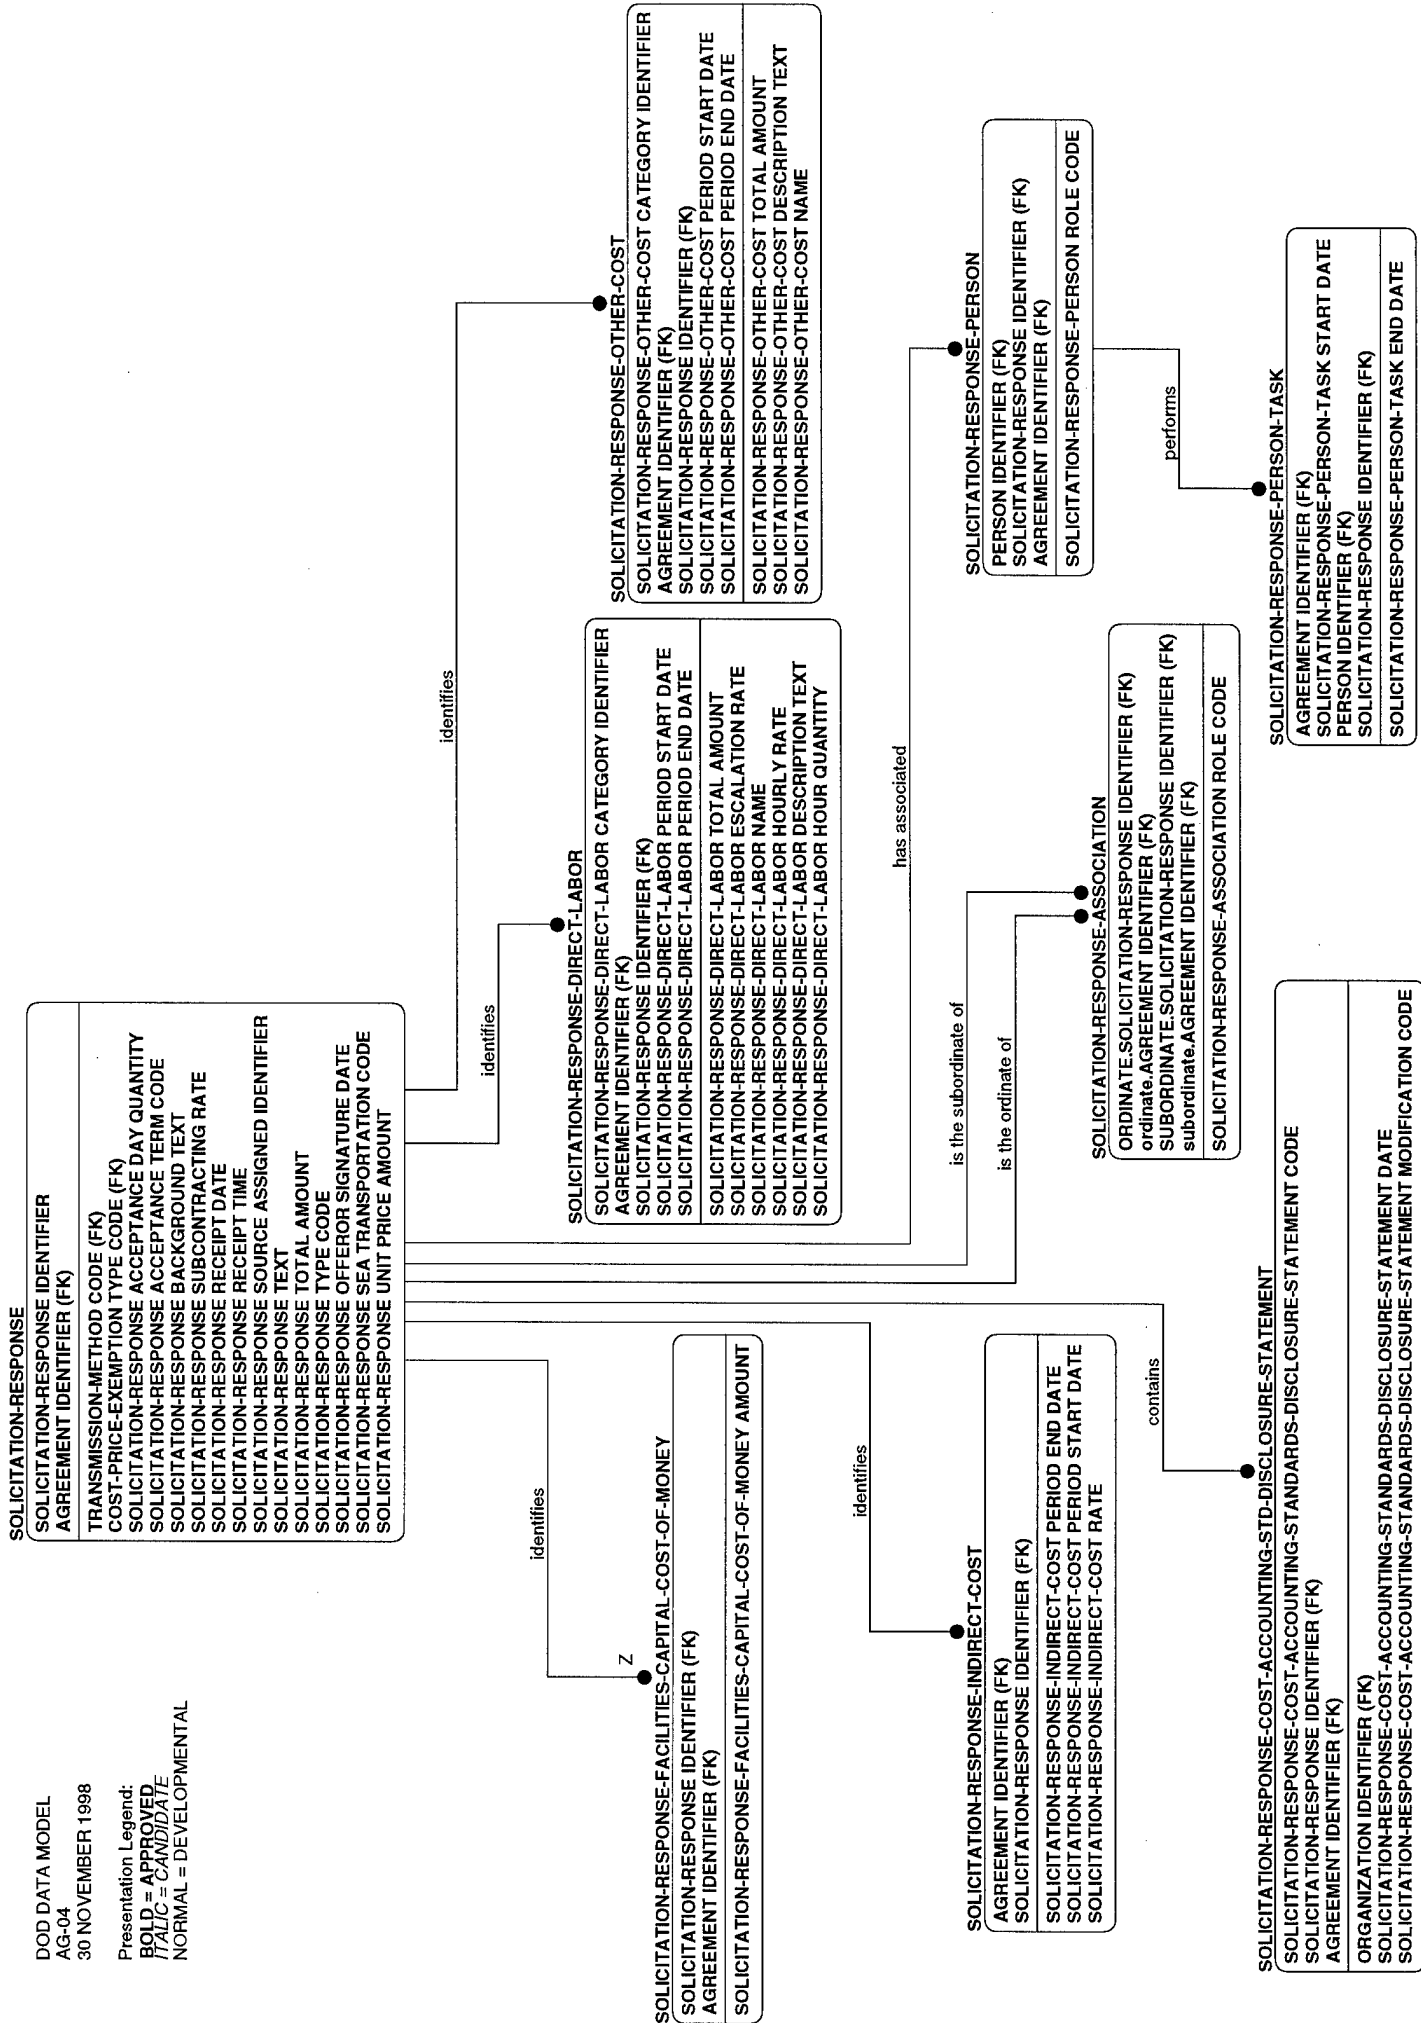 DOD DATA MODEL
AG-04
30 NOVEMBER 1998
Presentation Legend:
BOLD = APPROVED
ITALIC = CANDIDATE
NORMAL = DEVELOPMENTAL
SOLICITATION-RESPONSE
SOLICITATION-RESPONSE IDENTIFIER
AGREEMENT IDENTIFIER (FK)
TRANSMISSION-METHOD CODE (FK)
COST-PRICE-EXEMPTION TYPE CODE (FK)
SOLICITATION-RESPONSE ACCEPTANCE DAY QUANTITY
SOLICITATION-RESPONSE ACCEPTANCE TERM CODE
SOLICITATION-RESPONSE BACKGROUND TEXT
SOLICITATION-RESPONSE SUBCONTRACTING RATE
SOLICITATION-RESPONSE RECEIPT DATE
SOLICITATION-RESPONSE RECEIPT TIME
SOLICITATION-RESPONSE SOURCE ASSIGNED IDENTIFIER
SOLICITATION-RESPONSE TEXT
SOLICITATION-RESPONSE TOTAL AMOUNT
SOLICITATION-RESPONSE TYPE CODE
SOLICITATION-RESPONSE OFFEROR SIGNATURE DATE
SOLICITATION-RESPONSE SEA TRANSPORTATION CODE
SOLICITATION-RESPONSE UNIT PRICE AMOUNT
identifies
identifies
identifies
Z
SOLICITATION-RESPONSE-FACILITIES-CAPITAL-COST-OF-MONEY
SOLICITATION-RESPONSE IDENTIFIER (FK)
AGREEMENT IDENTIFIER (FK)
SOLICITATION-RESPONSE-FACILITIES-CAPITAL-COST-OF-MONEY AMOUNT
SOLICITATION-RESPONSE-DIRECT-LABOR
SOLICITATION-RESPONSE-DIRECT-LABOR CATEGORY IDENTIFIER
AGREEMENT IDENTIFIER (FK)
SOLICITATION-RESPONSE IDENTIFIER (FK)
SOLICITATION-RESPONSE-DIRECT-LABOR PERIOD START DATE
SOLICITATION-RESPONSE-DIRECT-LABOR PERIOD END DATE
SOLICITATION-RESPONSE-DIRECT-LABOR TOTAL AMOUNT
SOLICITATION-RESPONSE-DIRECT-LABOR ESCALATION RATE
SOLICITATION-RESPONSE-DIRECT-LABOR NAME
SOLICITATION-RESPONSE-DIRECT-LABOR HOURLY RATE
SOLICITATION-RESPONSE-DIRECT-LABOR DESCRIPTION TEXT
SOLICITATION-RESPONSE-DIRECT-LABOR HOUR QUANTITY
SOLICITATION-RESPONSE-OTHER-COST
SOLICITATION-RESPONSE-OTHER-COST CATEGORY IDENTIFIER
AGREEMENT IDENTIFIER (FK)
SOLICITATION-RESPONSE IDENTIFIER (FK)
SOLICITATION-RESPONSE-OTHER-COST PERIOD START DATE
SOLICITATION-RESPONSE-OTHER-COST PERIOD END DATE
SOLICITATION-RESPONSE-OTHER-COST TOTAL AMOUNT
SOLICITATION-RESPONSE-OTHER-COST DESCRIPTION TEXT
SOLICITATION-RESPONSE-OTHER-COST NAME
identifies
is the subordinate of
is the ordinate of
has associated
SOLICITATION-RESPONSE-INDIRECT-COST
AGREEMENT IDENTIFIER (FK)
SOLICITATION-RESPONSE IDENTIFIER (FK)
SOLICITATION-RESPONSE-INDIRECT-COST PERIOD END DATE
SOLICITATION-RESPONSE-INDIRECT-COST PERIOD START DATE
SOLICITATION-RESPONSE-INDIRECT-COST RATE
contains
SOLICITATION-RESPONSE-PERSON
PERSON IDENTIFIER (FK)
SOLICITATION-RESPONSE IDENTIFIER (FK)
AGREEMENT IDENTIFIER (FK)
SOLICITATION-RESPONSE-PERSON ROLE CODE
performs
SOLICITATION-RESPONSE-ASSOCIATION
ORDINATE.SOLICITATION-RESPONSE IDENTIFIER (FK)
ordinate.AGREEMENT IDENTIFIER (FK)
SUBORDINATE.SOLICITATION-RESPONSE IDENTIFIER (FK)
subordinate.AGREEMENT IDENTIFIER (FK)
SOLICITATION-RESPONSE-ASSOCIATION ROLE CODE
SOLICITATION-RESPONSE-COST-ACCOUNTING-STD-DISCLOSURE-STATEMENT
SOLICITATION-RESPONSE-COST-ACCOUNTING-STANDARDS-DISCLOSURE-STATEMENT CODE
SOLICITATION-RESPONSE IDENTIFIER (FK)
AGREEMENT IDENTIFIER (FK)
ORGANIZATION IDENTIFIER (FK)
SOLICITATION-RESPONSE-COST-ACCOUNTING-STANDARDS-DISCLOSURE-STATEMENT DATE
SOLICITATION-RESPONSE-COST-ACCOUNTING-STANDARDS-DISCLOSURE-STATEMENT MODIFICATION CODE
SOLICITATION-RESPONSE-PERSON-TASK
AGREEMENT IDENTIFIER (FK)
SOLICITATION-RESPONSE-PERSON-TASK START DATE
PERSON IDENTIFIER (FK)
SOLICITATION-RESPONSE IDENTIFIER (FK)
SOLICITATION-RESPONSE-PERSON-TASK END DATE